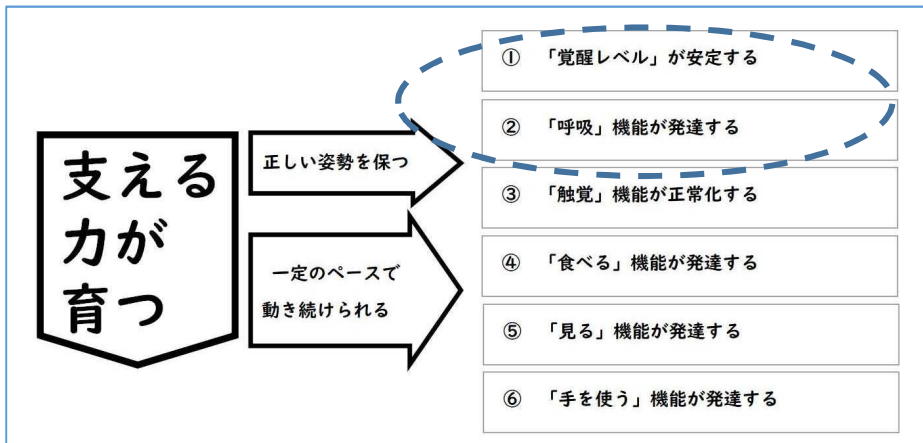 支える
力が
育つ
正しい姿勢を保つ
一定のペースで
動き続けられる
① 「覚醒レベル」が安定する
② 「呼吸」機能が発達する
③ 「触覚」機能が正常化する
④ 「食べる」機能が発達する
⑤ 「見る」機能が発達する
⑥ 「手を使う」機能が発達する